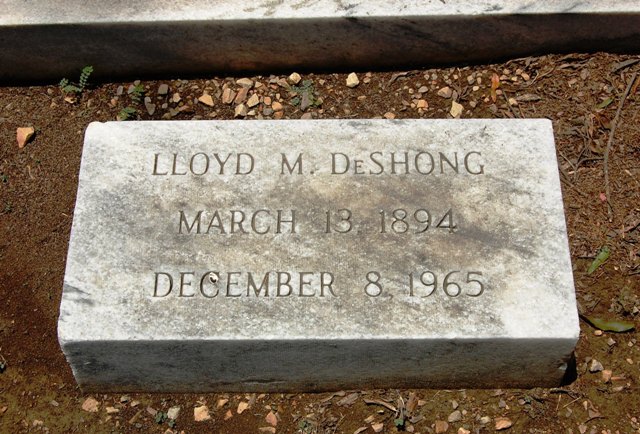 LLOYD M. DeSHONG
MARCH 13, 1894
DECEMBER 8, 1965